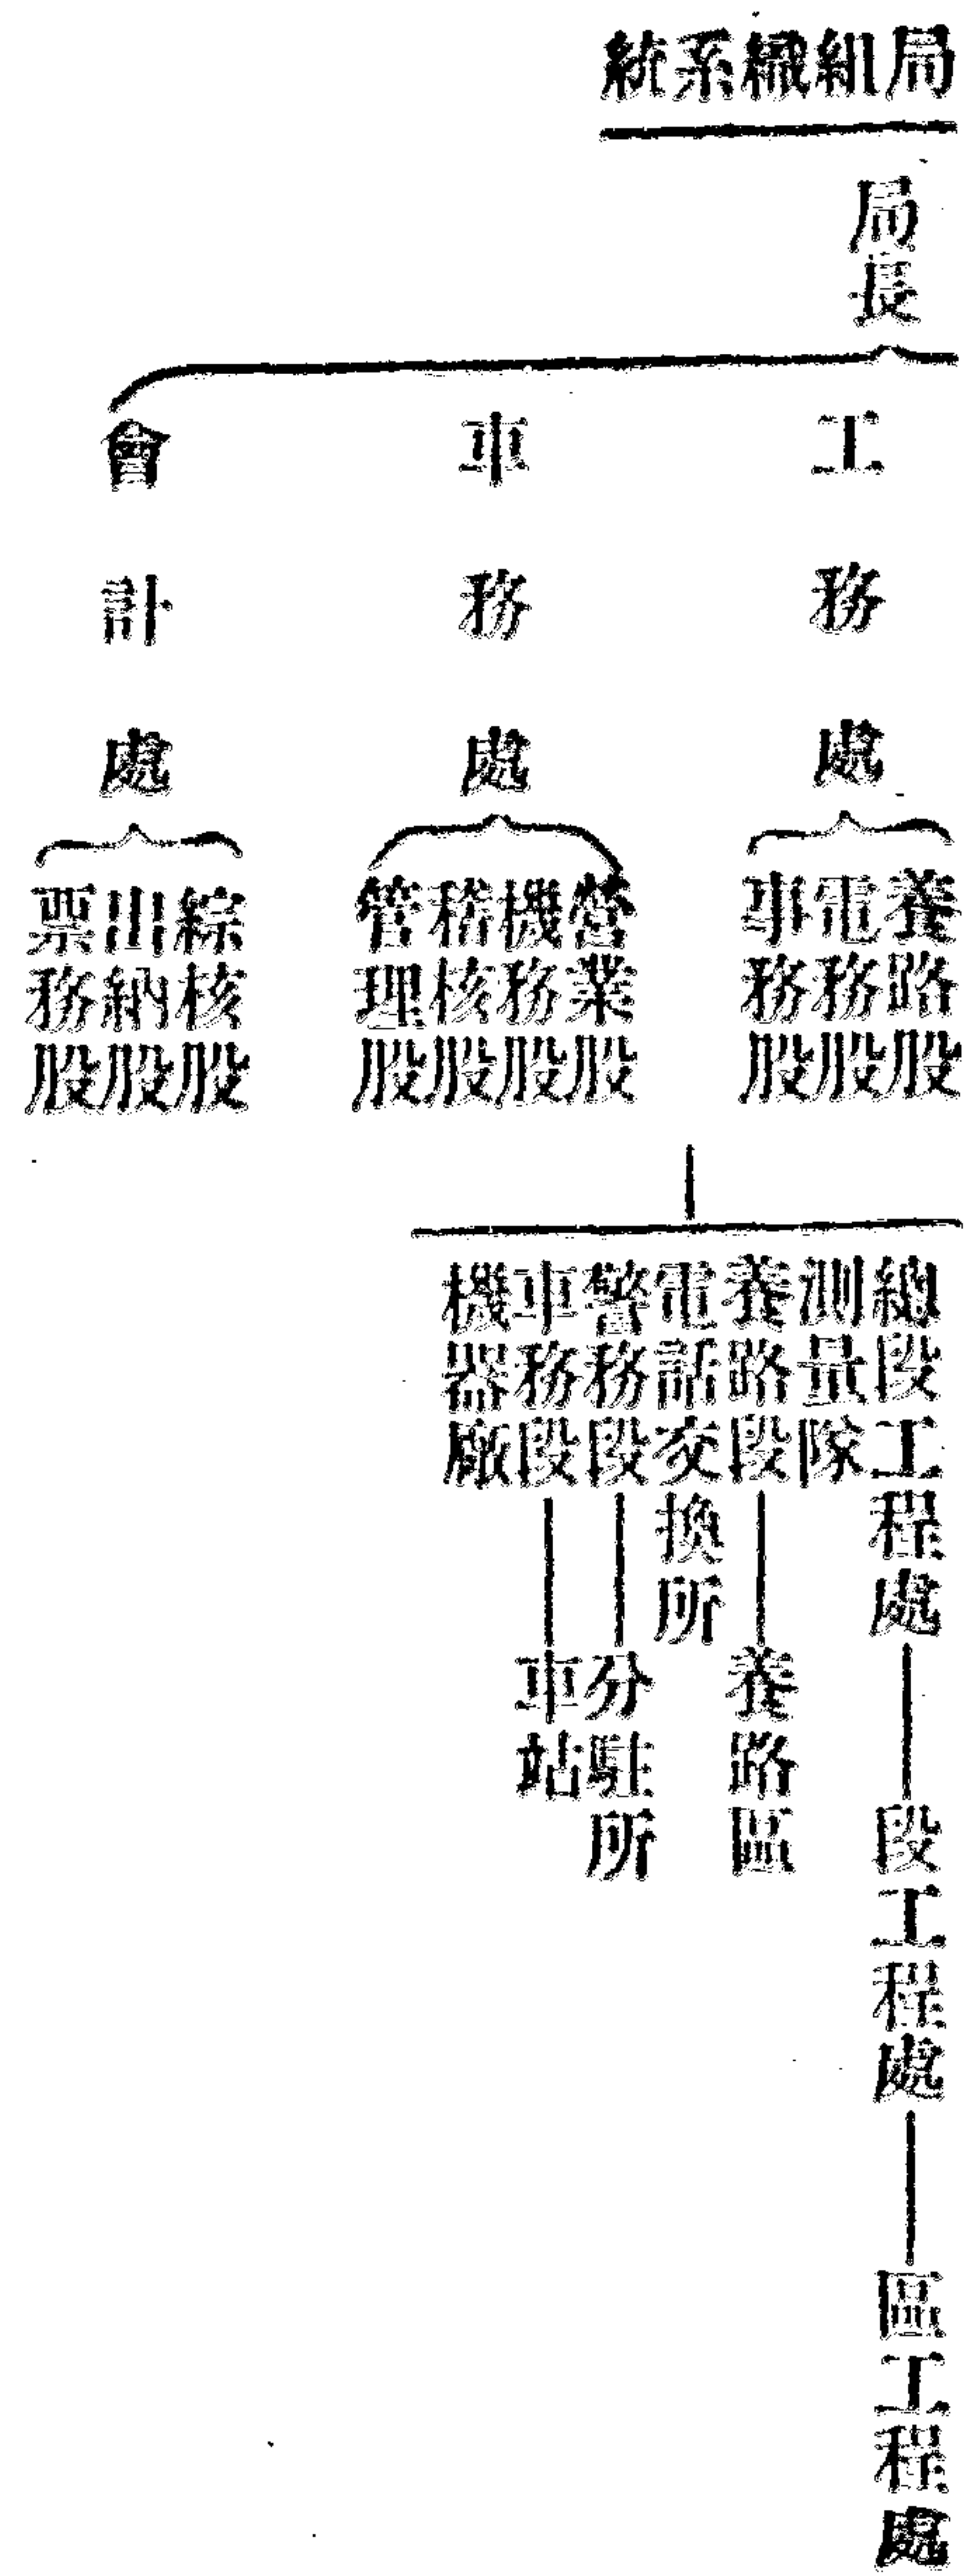 局組織系統
局長
工務處
養路股
電務股
事務股
車務處
營業股
機務股
稽核股
管理股
會計處
綜核股
出納股
票務股
總段工程處
段工程處
區工程處
測量隊
養路段
養路區
電話交換所
警務段
分駐所
車務段
車站
機器廠